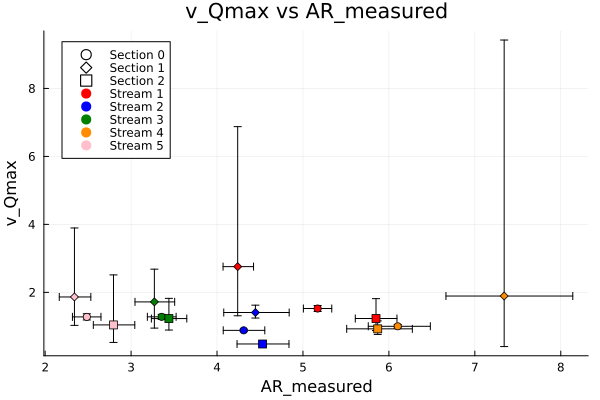 v_Qmax vs AR_measured
Section 0
Section 1
Section 2
Stream 1
Stream 2
Stream 3
Stream 4
Stream 5
v_Qmax
8
6
4
2
2
3
4
5
6
7
8
AR_measured